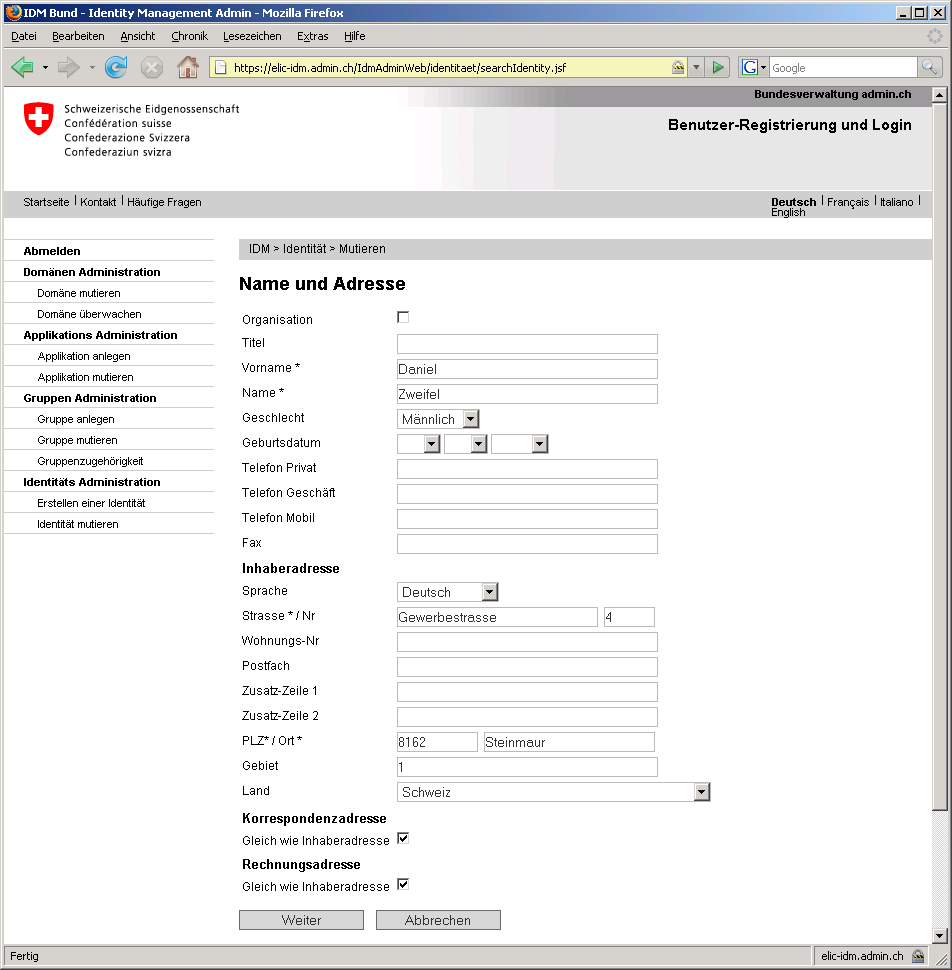 IDM Bund - Identity Management Admin - Mozilla Firefox
Datei Bearbeiten Ansicht Chronik Lesezeichen Extras Hilfe
https://elic-idm.admin.ch/IdmAdminWeb/identitaet/searchIdentity.jsf
G Google
Bundesverwaltung admin.ch
Schweizerische Eidgenossenschaft
Confédération suisse
Confederazione Svizzera
Confederaziun svizra
Benutzer-Registrierung und Login
Startseite | Kontakt | Häufige Fragen
Deutsch | Français | Italiano |
English
Abmelden
Domänen Administration
Domäne mutieren
Domäne überwachen
Applikations Administration
Applikation anlegen
Applikation mutieren
Gruppen Administration
Gruppe anlegen
Gruppe mutieren
Gruppenzugehörigkeit
Identitäts Administration
Erstellen einer Identität
Identität mutieren
IDM > Identität > Mutieren
Name und Adresse
Organisation
Titel
Vorname * Daniel
Name * Zweifel
Geschlecht Männlich
Geburtsdatum
Telefon Privat
Telefon Geschäft
Telefon Mobil
Fax
Inhaberadresse
Sprache Deutsch
Strasse * / Nr Gewerbestrasse 4
Wohnungs-Nr
Postfach
Zusatz-Zeile 1
Zusatz-Zeile 2
PLZ* / Ort * 8162 Steinmaur
Gebiet 1
Land Schweiz
Korrespondenzadresse
Gleich wie Inhaberadresse
Rechnungsadresse
Gleich wie Inhaberadresse
Weiter Abbrechen
Fertig elic-idm.admin.ch